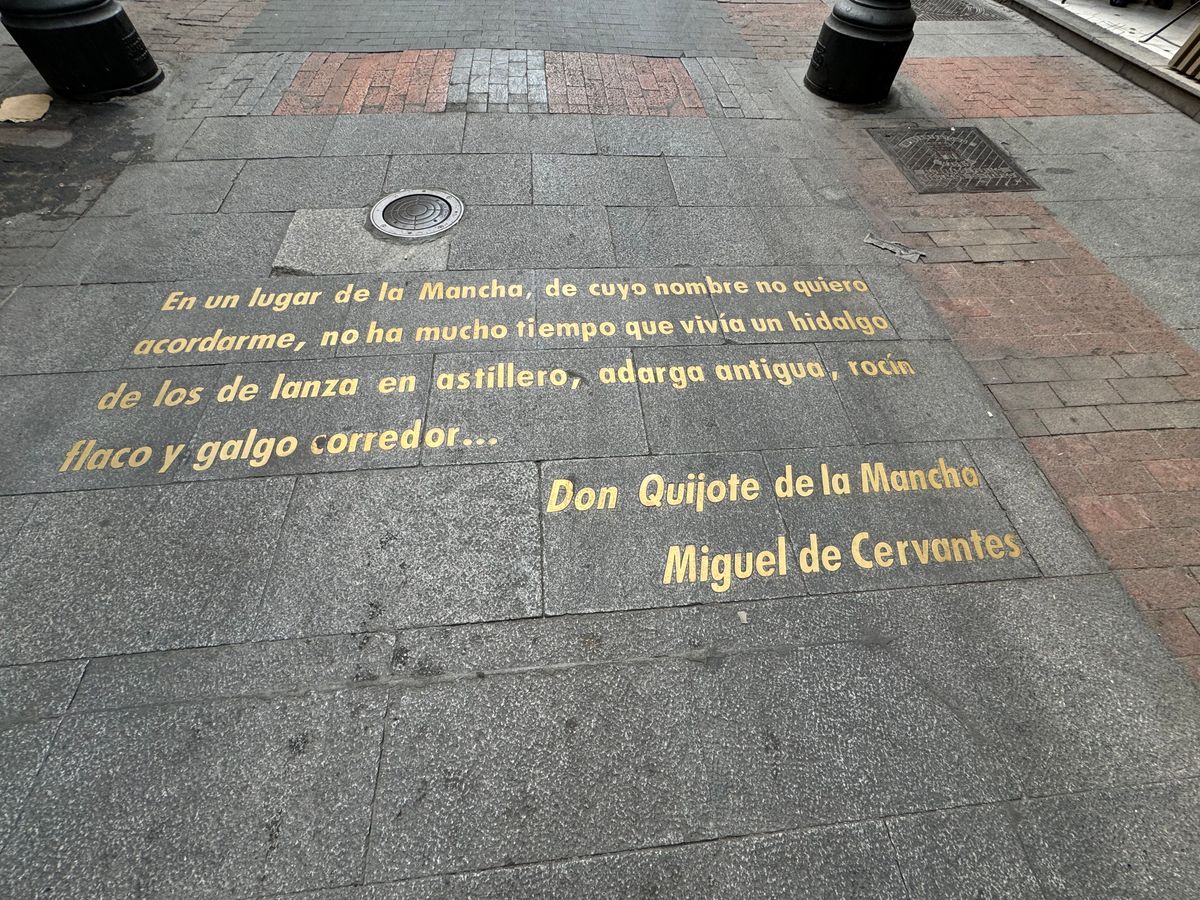 En un lugar de la Mancha, de cuyo nombre no quiero
acordarme, no ha mucho tiempo que vivía un hidalgo
de los de lanza en astillero, adarga antigua, rocín
flaco y galgo corredor...
Don Quijote de la Mancha
Miguel de Cervantes